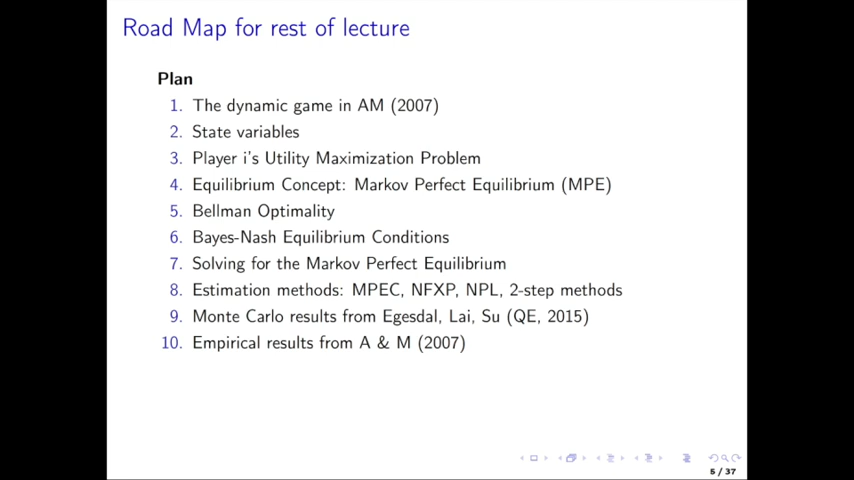 Road Map for rest of lecture
Plan
1. The dynamic game in AM (2007)
2. State variables
3. Player i's Utility Maximization Problem
4. Equilibrium Concept: Markov Perfect Equilibrium (MPE)
5. Bellman Optimality
6. Bayes-Nash Equilibrium Conditions
7. Solving for the Markov Perfect Equilibrium
8. Estimation methods: MPEC, NFXP, NPL, 2-step methods
9. Monte Carlo results from Egesdal, Lai, Su (QE, 2015)
10. Empirical results from A & M (2007)
5 / 37